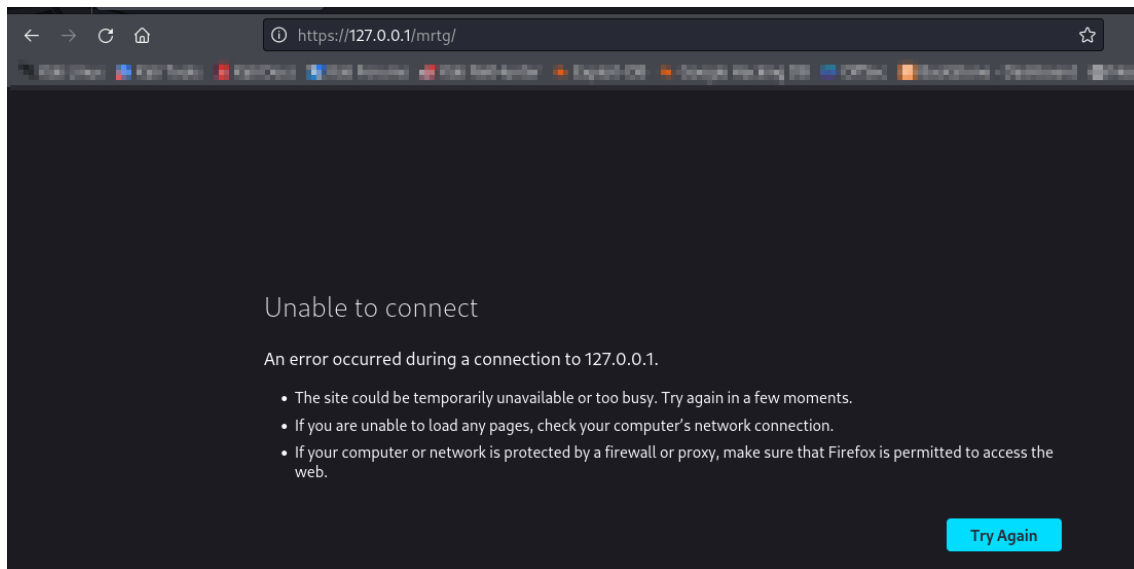 https://127.0.0.1/mrtg/
Unable to connect
An error occurred during a connection to 127.0.0.1.
• The site could be temporarily unavailable or too busy. Try again in a few moments.
• If you are unable to load any pages, check your computer's network connection.
• If your computer or network is protected by a firewall or proxy, make sure that Firefox is permitted to access the
web.
Try Again